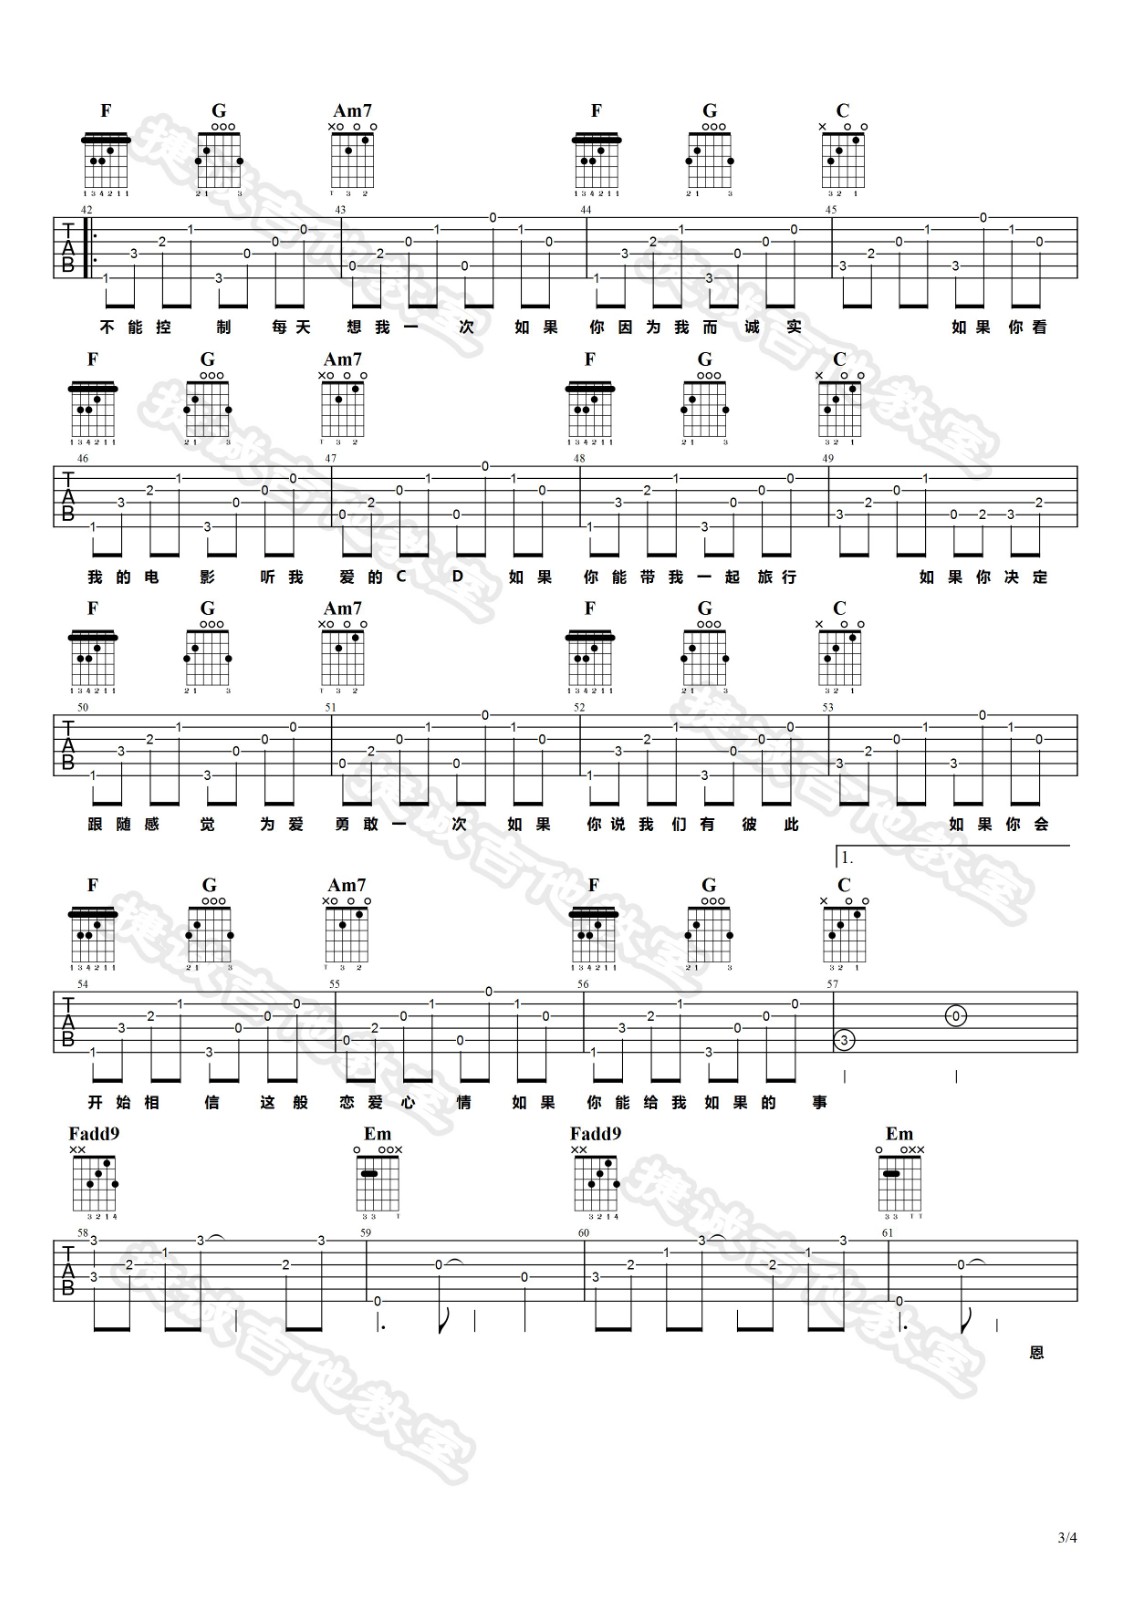 F G Am7 F G C
42 43 44 45
不能控 制 每天 想我一 次 如果 你因为我而诚实 如果你看
F G Am7 F G C
46 47 48 49
我的电 影 听我 爱的C D 如果 你能带我一起旅行 如果你决定
F G Am7 F G C
50 51 52 53
跟随感 觉 为爱 勇敢一 次 如果 你说我们有彼此 如果你会
1.
F G Am7 F G C
54 55 56 57
开始相 信 这般 恋爱心 情 如果 你能给我如果的 事
Fadd9 Em Fadd9 Em
58 59 60 61
恩
捷诚吉他教室
3/4